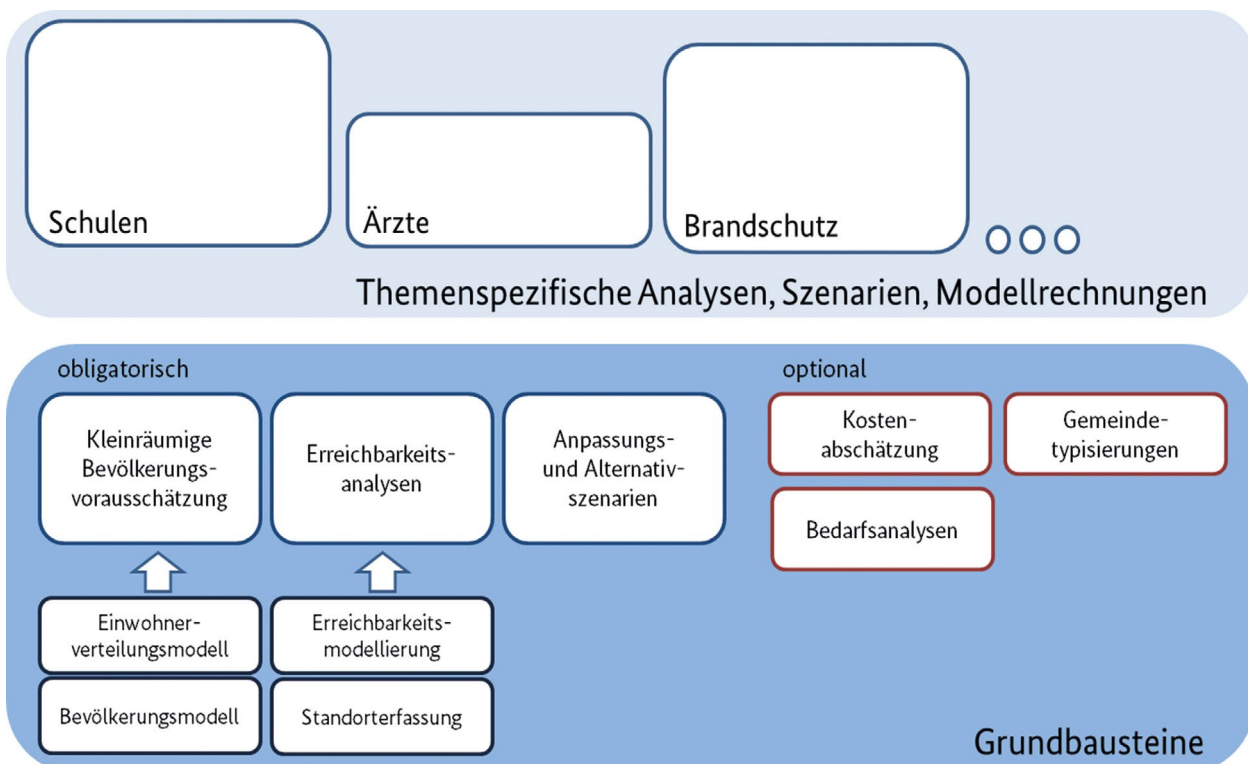 Schulen
Ärzte
Brandschutz
Themenspezifische Analysen, Szenarien, Modellrechnungen
obligatorisch
Kleinräumige
Bevölkerungs-
vorausschätzung
Erreichbarkeits-
analysen
Anpassungs-
und Alternativ-
szenarien
optional
Kosten-
abschätzung
Gemeinde-
typisierungen
Bedarfsanalysen
Einwohner-
verteilungsmodell
Erreichbarkeits-
modellierung
Bevölkerungsmodell
Standorterfassung
Grundbausteine